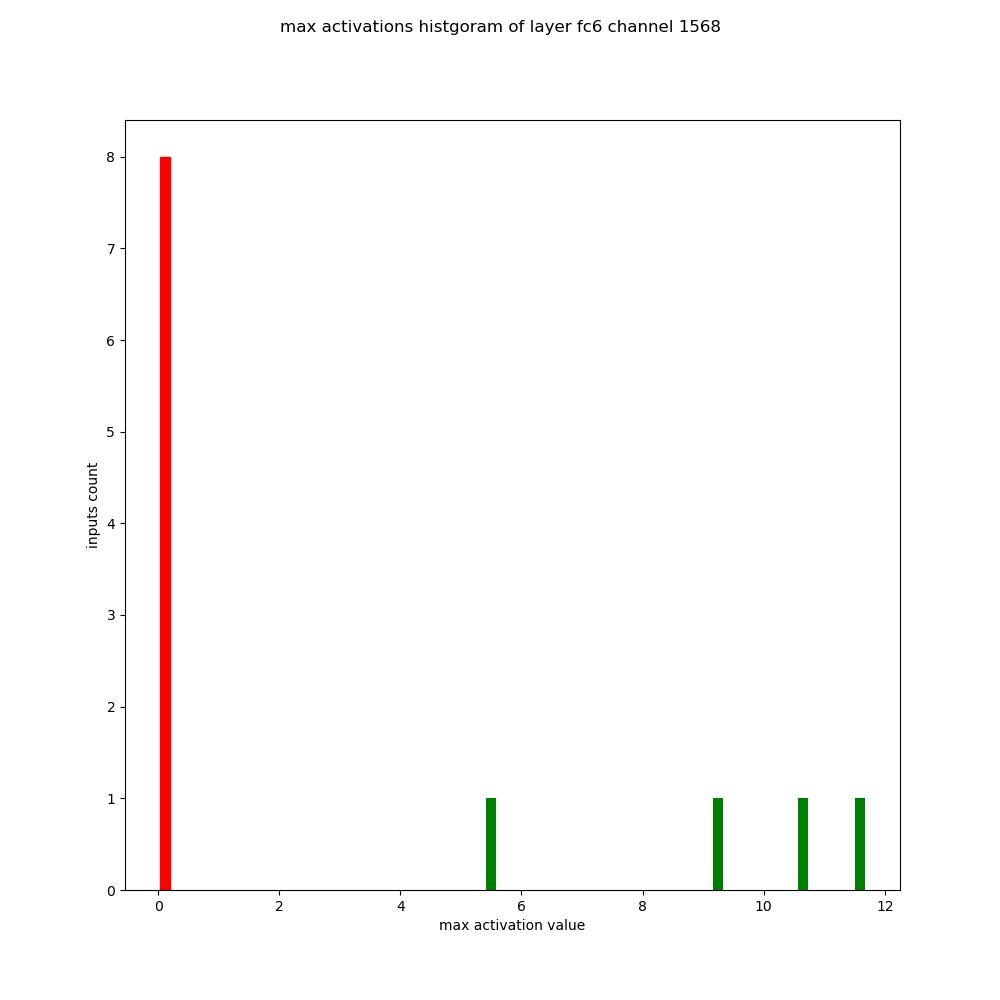 max activations histgoram of layer fc6 channel 1568
8
7
6
5
4
3
2
1
0
inputs count
0 2 4 6 8 10 12
max activation value